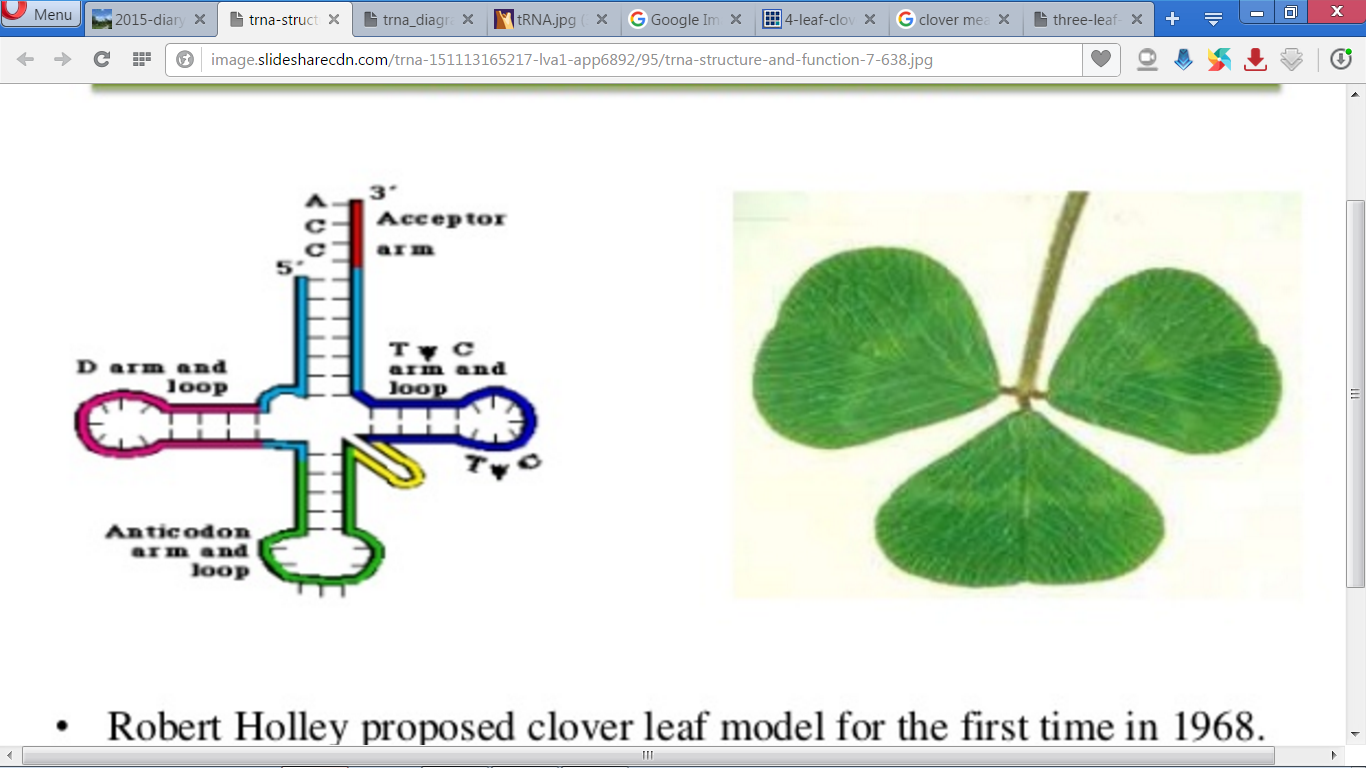 Menu
2015-diary
trna-struct
trna_diagra
tRNA.jpg (
Google Im
4-leaf-clov
clover mea
three-leaf-
image.slidesharecdn.com/trna-151113165217-lva1-app6892/95/trna-structure-and-function-7-638.jpg
3´
A
C
C
Acceptor
arm
5´
D arm and
loop
T Ψ C
arm and
loop
T Ψ C
Anticodon
arm and
loop
• Robert Holley proposed clover leaf model for the first time in 1968.